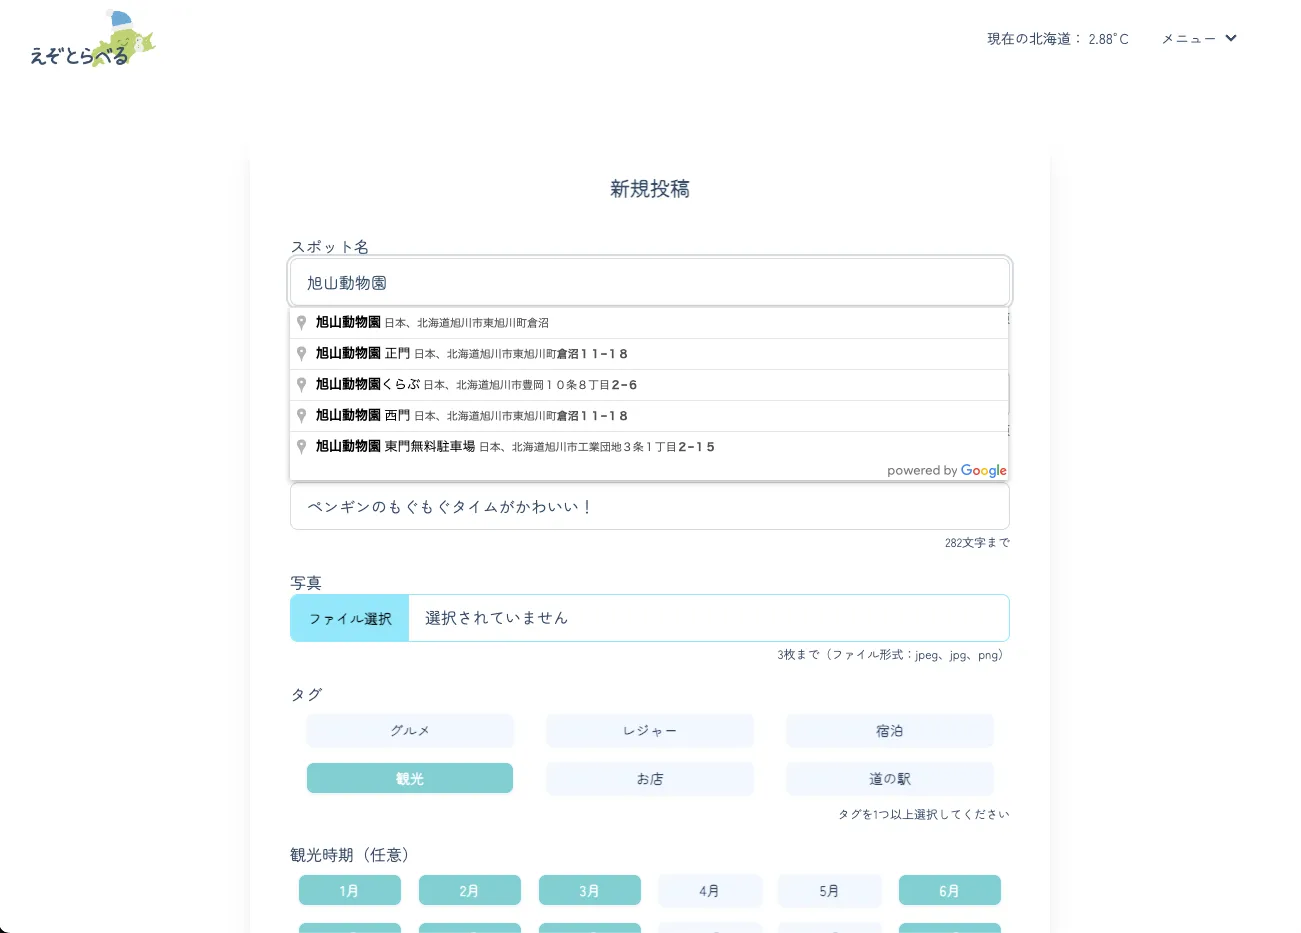 えぞとらべる
現在の北海道： 2.88°C
メニュー
新規投稿
スポット名
旭山動物園
旭山動物園 日本、北海道旭川市東旭川町倉沼
旭山動物園 正門 日本、北海道旭川市東旭川町倉沼１１−１８
旭山動物園くらぶ 日本、北海道旭川市豊岡１０条８丁目２−６
旭山動物園 西門 日本、北海道旭川市東旭川町倉沼１１−１８
旭山動物園 東門無料駐車場 日本、北海道旭川市工業団地３条１丁目２−１５
powered by Google
ペンギンのもぐもぐタイムがかわいい！
282文字まで
写真
ファイル選択 選択されていません
3枚まで（ファイル形式：jpeg、jpg、png）
タグ
グルメ レジャー 宿泊
観光 お店 道の駅
タグを1つ以上選択してください
観光時期（任意）
1月 2月 3月 4月 5月 6月